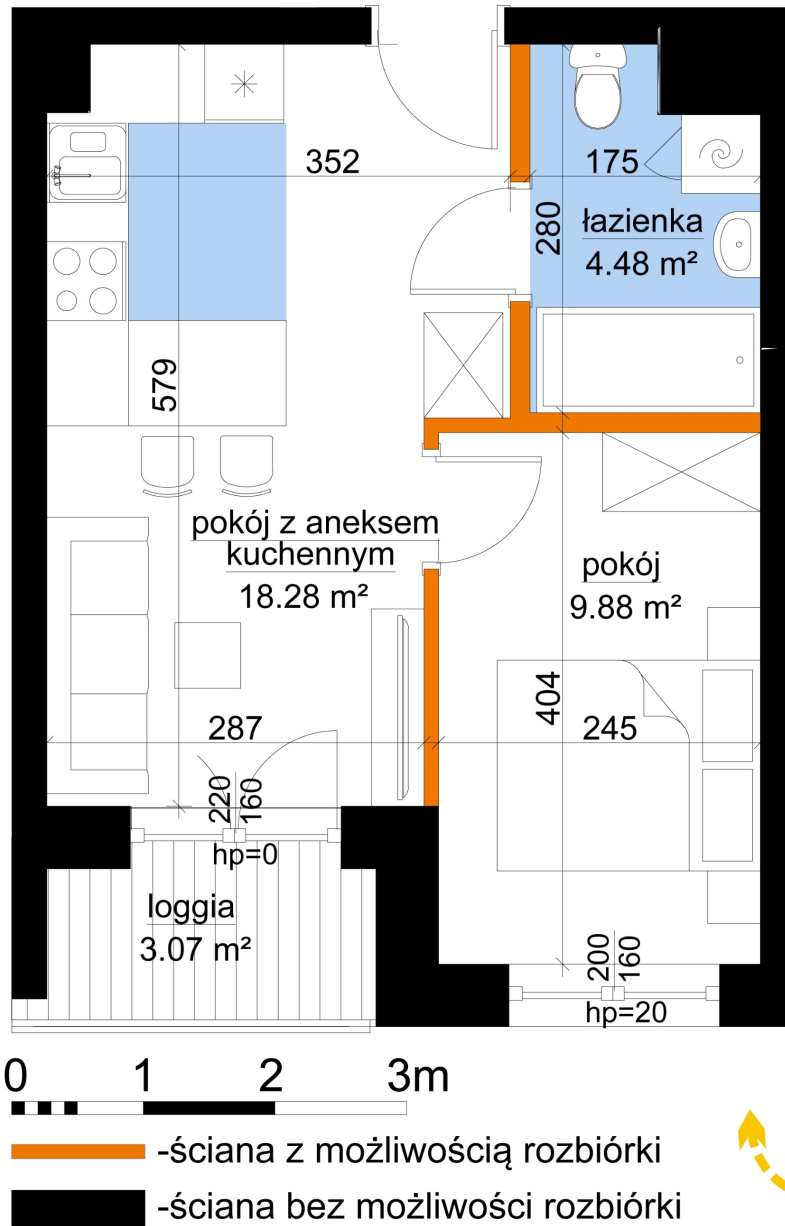 352
175
280
łazienka
4.48 m²
579
pokój z aneksem
kuchennym
18.28 m²
pokój
9.88 m²
404
287
245
220
160
hp=0
loggia
3.07 m²
200
160
hp=20
0 1 2 3m
-ściana z możliwością rozbiórki
-ściana bez możliwości rozbiórki